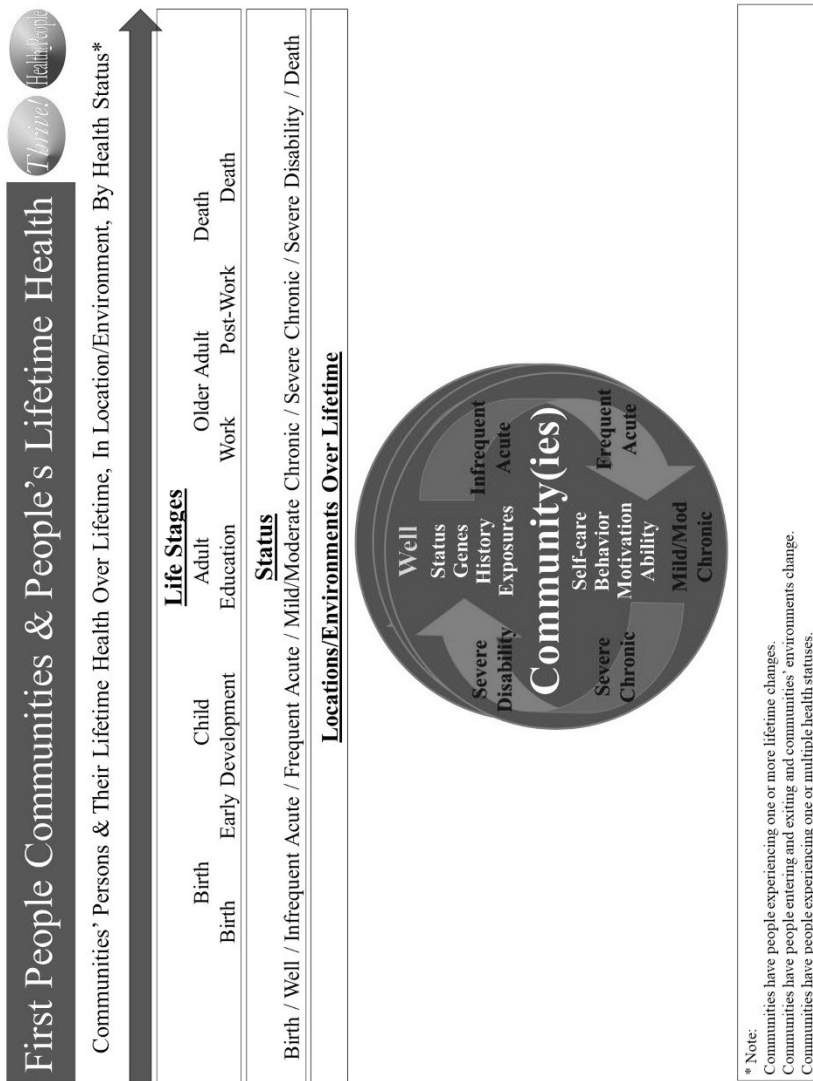 First People Communities & People's Lifetime Health
Thrive!
Health People
Communities' Persons & Their Lifetime Health Over Lifetime, In Location/Environment, By Health Status*
Life Stages
Birth Child Adult Older Adult Death
Birth Early Development Education Work Post-Work Death
Status
Birth / Well / Infrequent Acute / Frequent Acute / Mild/Moderate Chronic / Severe Chronic / Severe Disability / Death
Locations/Environments Over Lifetime
Well
Status
Genes
History
Exposures
Severe
Disability
Infrequent
Acute
Community(ies)
Self-care
Behavior
Motivation
Ability
Severe
Chronic
Frequent
Acute
Mild/Mod
Chronic
* Note:
Communities have people experiencing one or more lifetime changes.
Communities have people entering and exiting and communities' environments change.
Communities have people experiencing one or multiple health statuses.